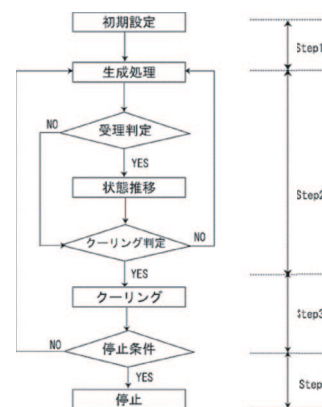 初期設定
Step1
生成処理
NO
受理判定
YES
状態推移
Step2
クーリング判定
NO
YES
クーリング
Step3
NO
停止条件
YES
Step
停止